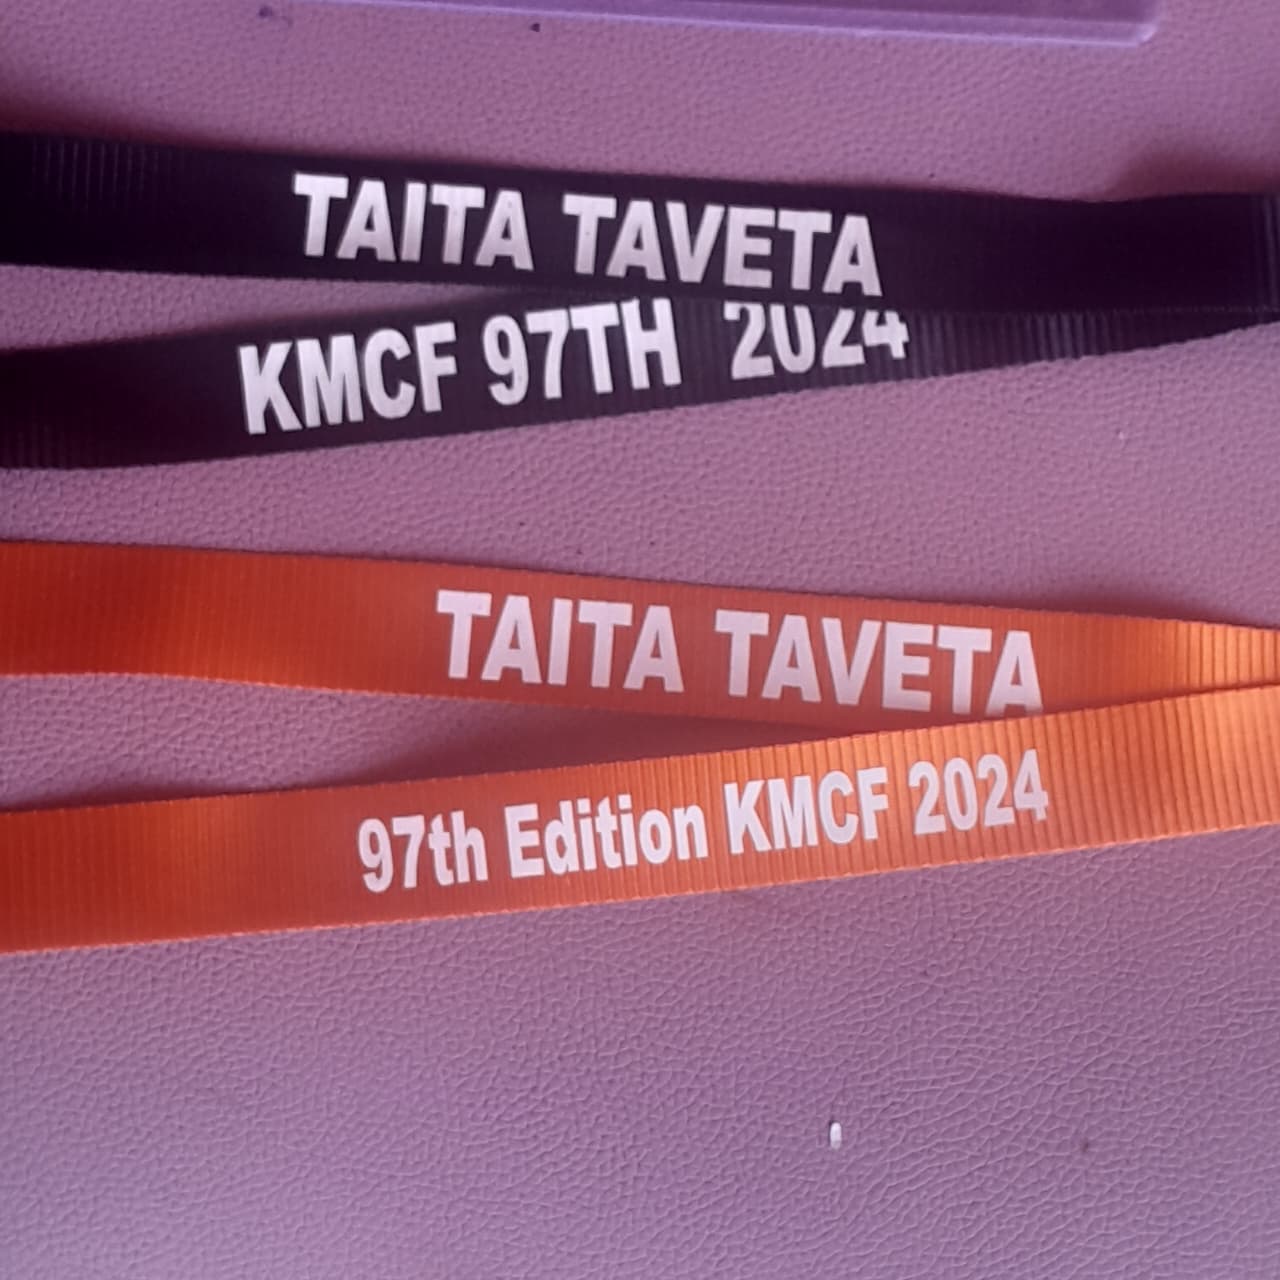 TAITA TAVETA
KMCF 97TH 2024
TAITA TAVETA
97th Edition KMCF 2024